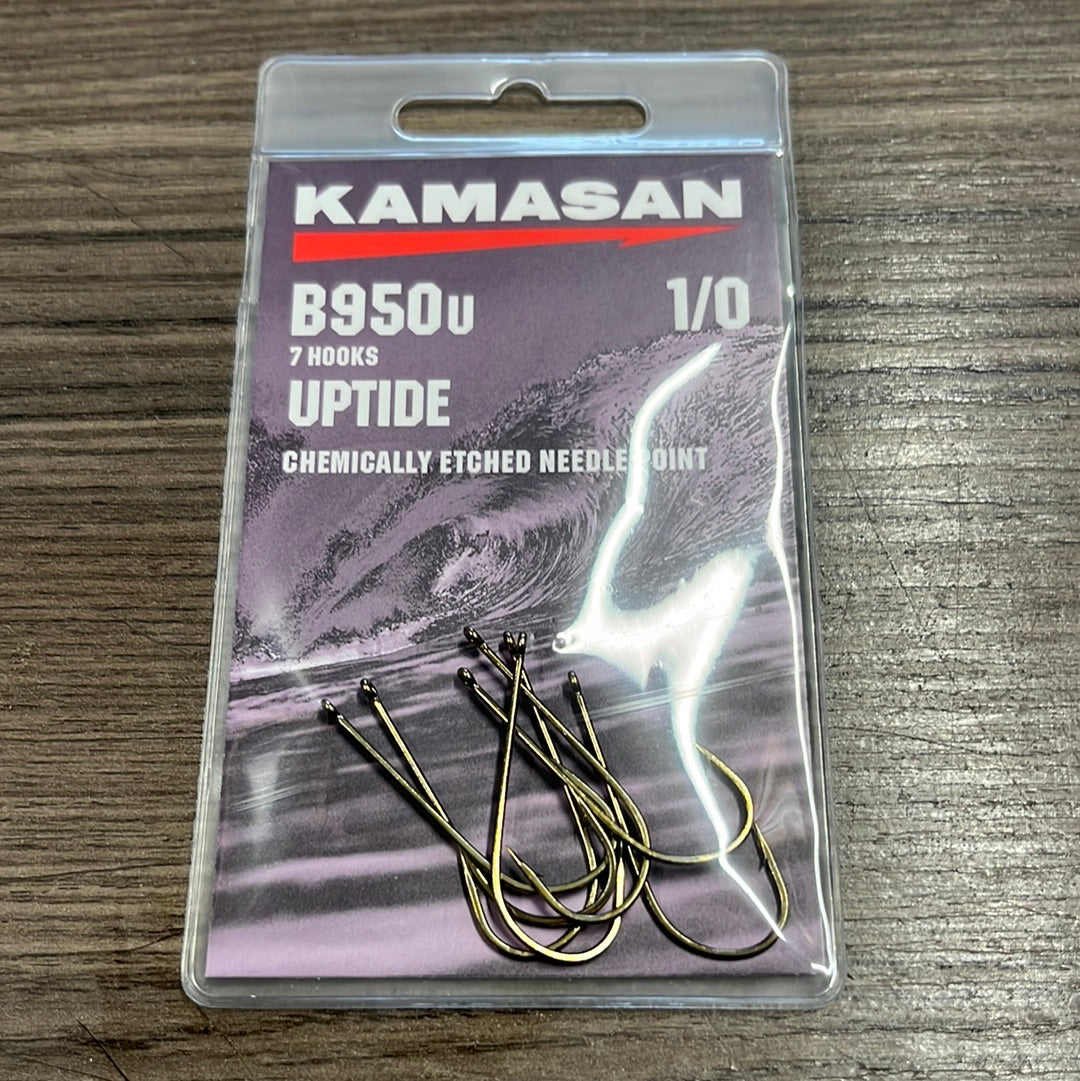 KAMASAN
B950U 1/0
7 HOOKS
UPTIDE
CHEMICALLY ETCHED NEEDLE POINT